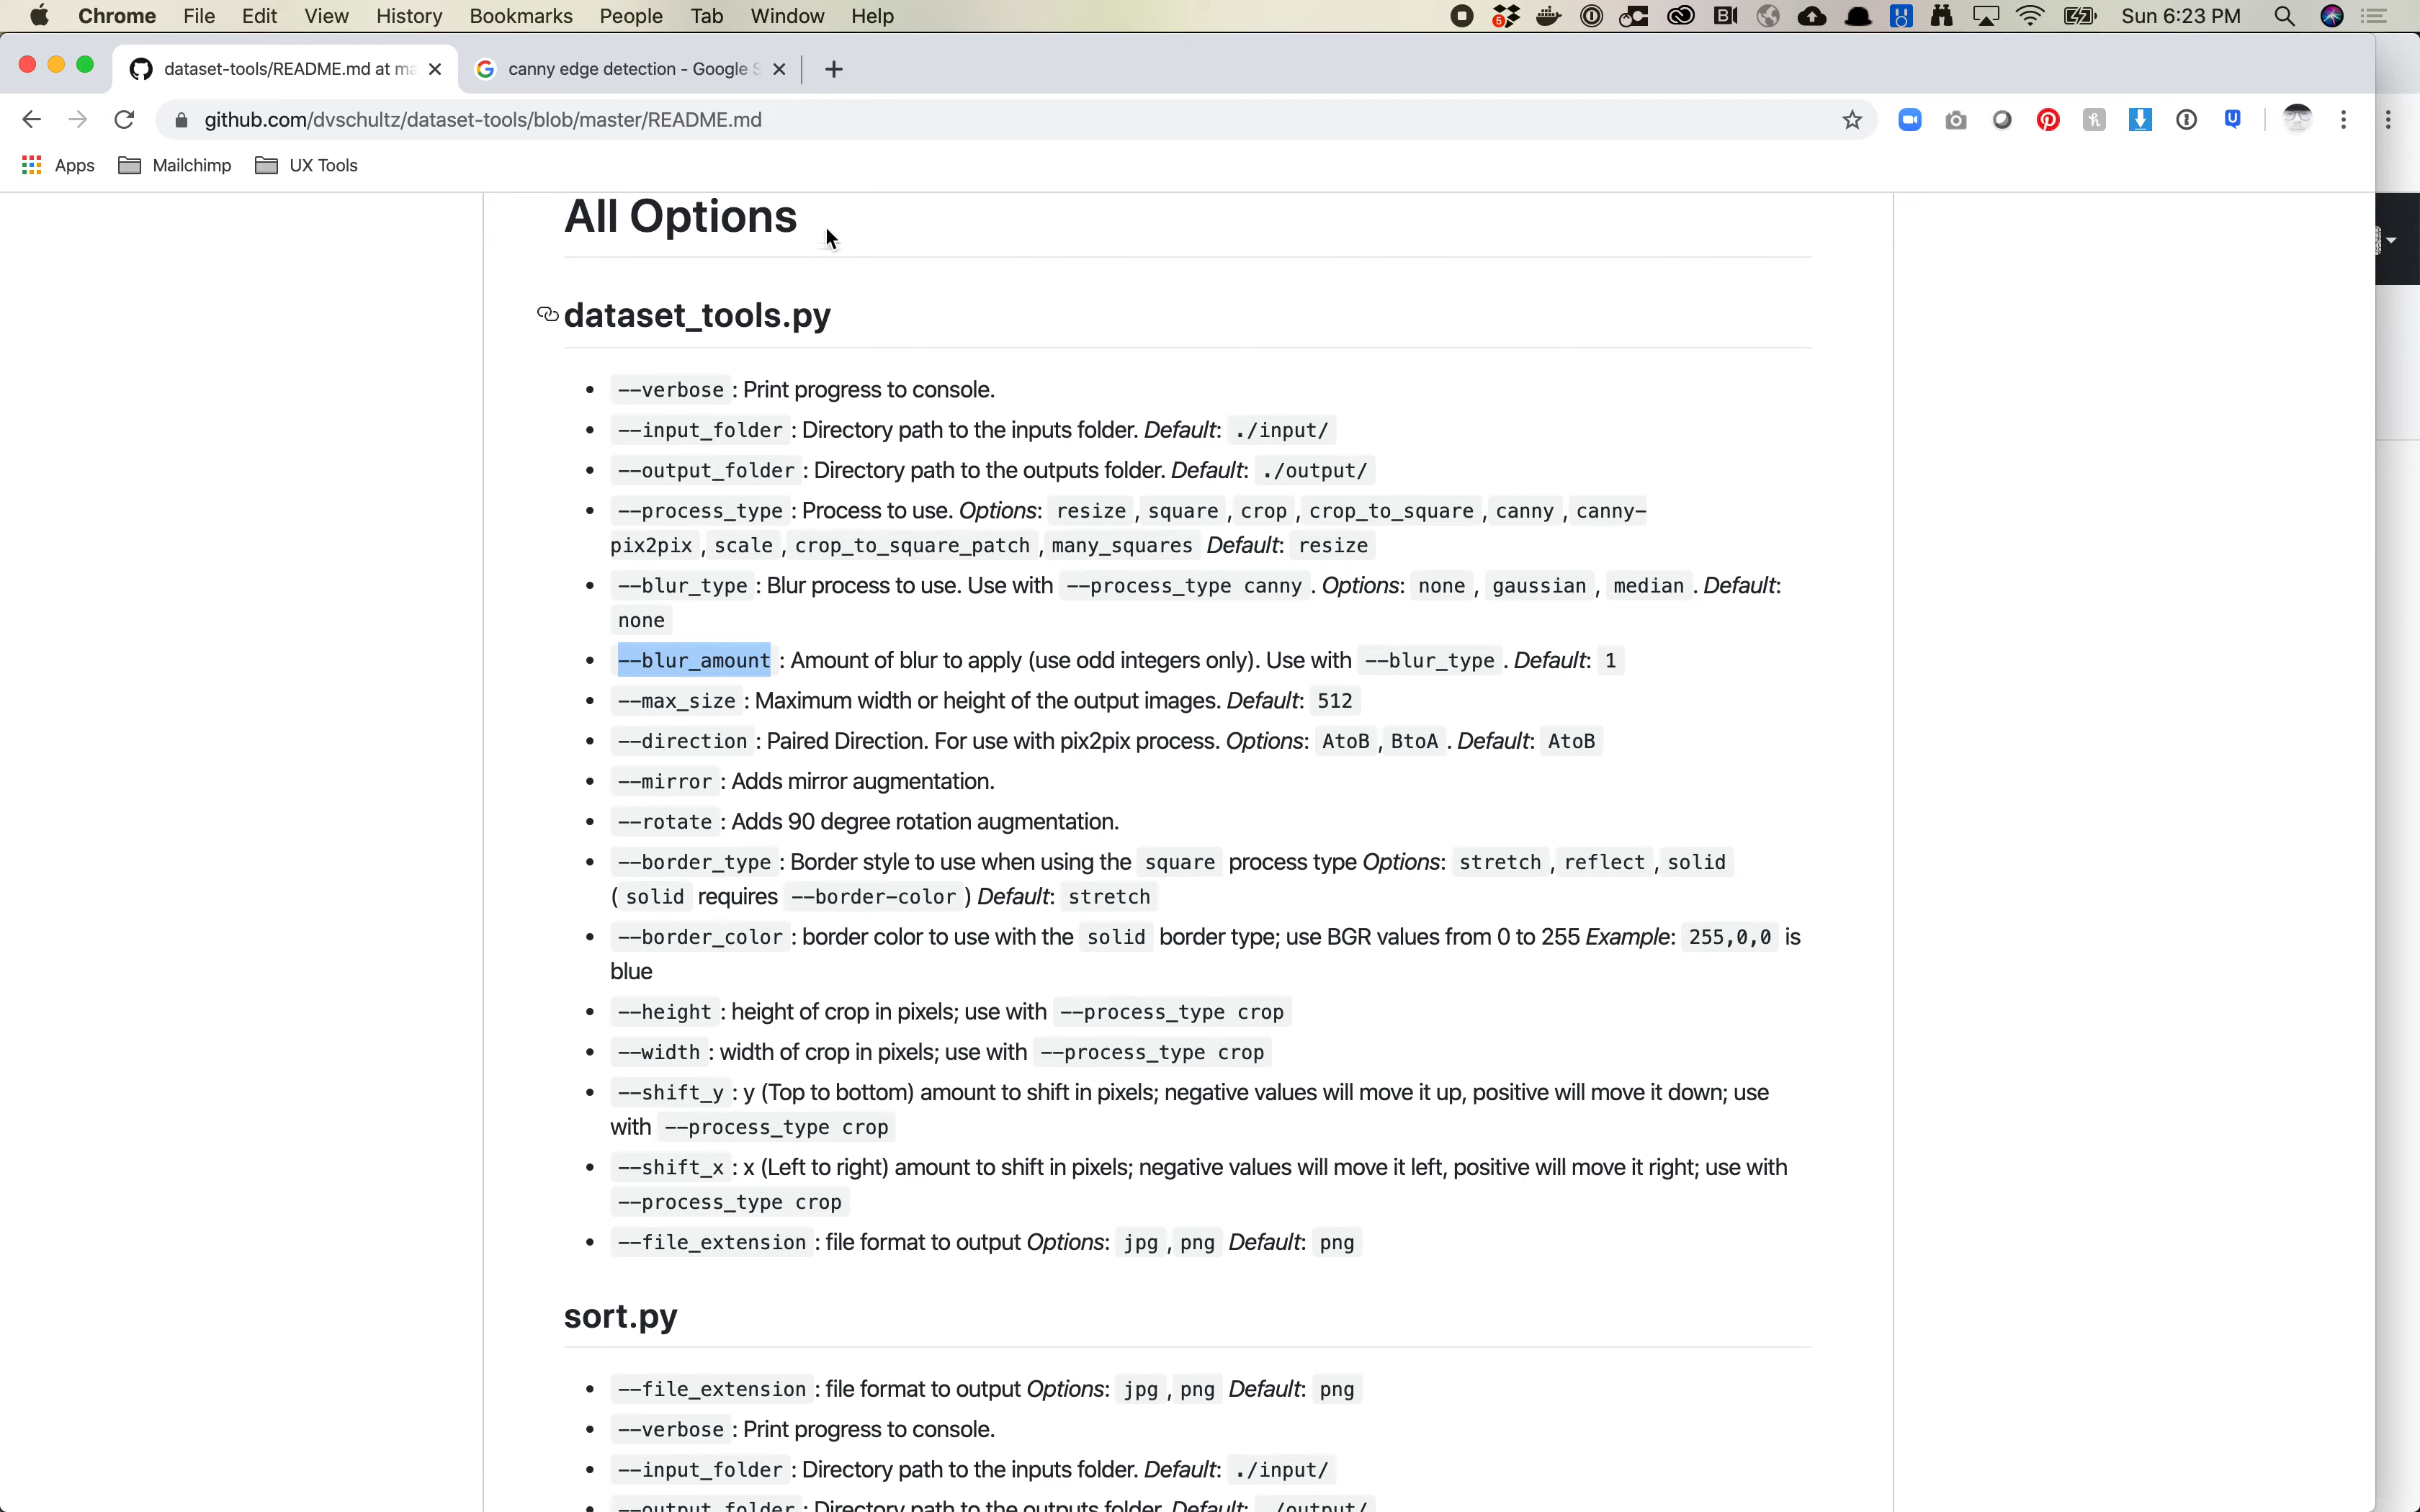 Chrome File Edit View History Bookmarks People Tab Window Help 5 Sun 6:23 PM
dataset-tools/README.md at ma canny edge detection - Google S
github.com/dvschultz/dataset-tools/blob/master/README.md
Apps Mailchimp UX Tools
All Options
dataset_tools.py
• --verbose : Print progress to console.
• --input_folder : Directory path to the inputs folder. Default: ./input/
• --output_folder : Directory path to the outputs folder. Default: ./output/
• --process_type : Process to use. Options: resize , square , crop , crop_to_square , canny , canny-
pix2pix , scale , crop_to_square_patch , many_squares Default: resize
• --blur_type : Blur process to use. Use with --process_type canny . Options: none , gaussian , median . Default:
none
• --blur_amount : Amount of blur to apply (use odd integers only). Use with --blur_type . Default: 1
• --max_size : Maximum width or height of the output images. Default: 512
• --direction : Paired Direction. For use with pix2pix process. Options: AtoB , BtoA . Default: AtoB
• --mirror : Adds mirror augmentation.
• --rotate : Adds 90 degree rotation augmentation.
• --border_type : Border style to use when using the square process type Options: stretch , reflect , solid
( solid requires --border-color ) Default: stretch
• --border_color : border color to use with the solid border type; use BGR values from 0 to 255 Example: 255,0,0 is
blue
• --height : height of crop in pixels; use with --process_type crop
• --width : width of crop in pixels; use with --process_type crop
• --shift_y : y (Top to bottom) amount to shift in pixels; negative values will move it up, positive will move it down; use
with --process_type crop
• --shift_x : x (Left to right) amount to shift in pixels; negative values will move it left, positive will move it right; use with
--process_type crop
• --file_extension : file format to output Options: jpg , png Default: png
sort.py
• --file_extension : file format to output Options: jpg , png Default: png
• --verbose : Print progress to console.
• --input_folder : Directory path to the inputs folder. Default: ./input/
• --output_folder : Directory path to the outputs folder. Default: ./output/